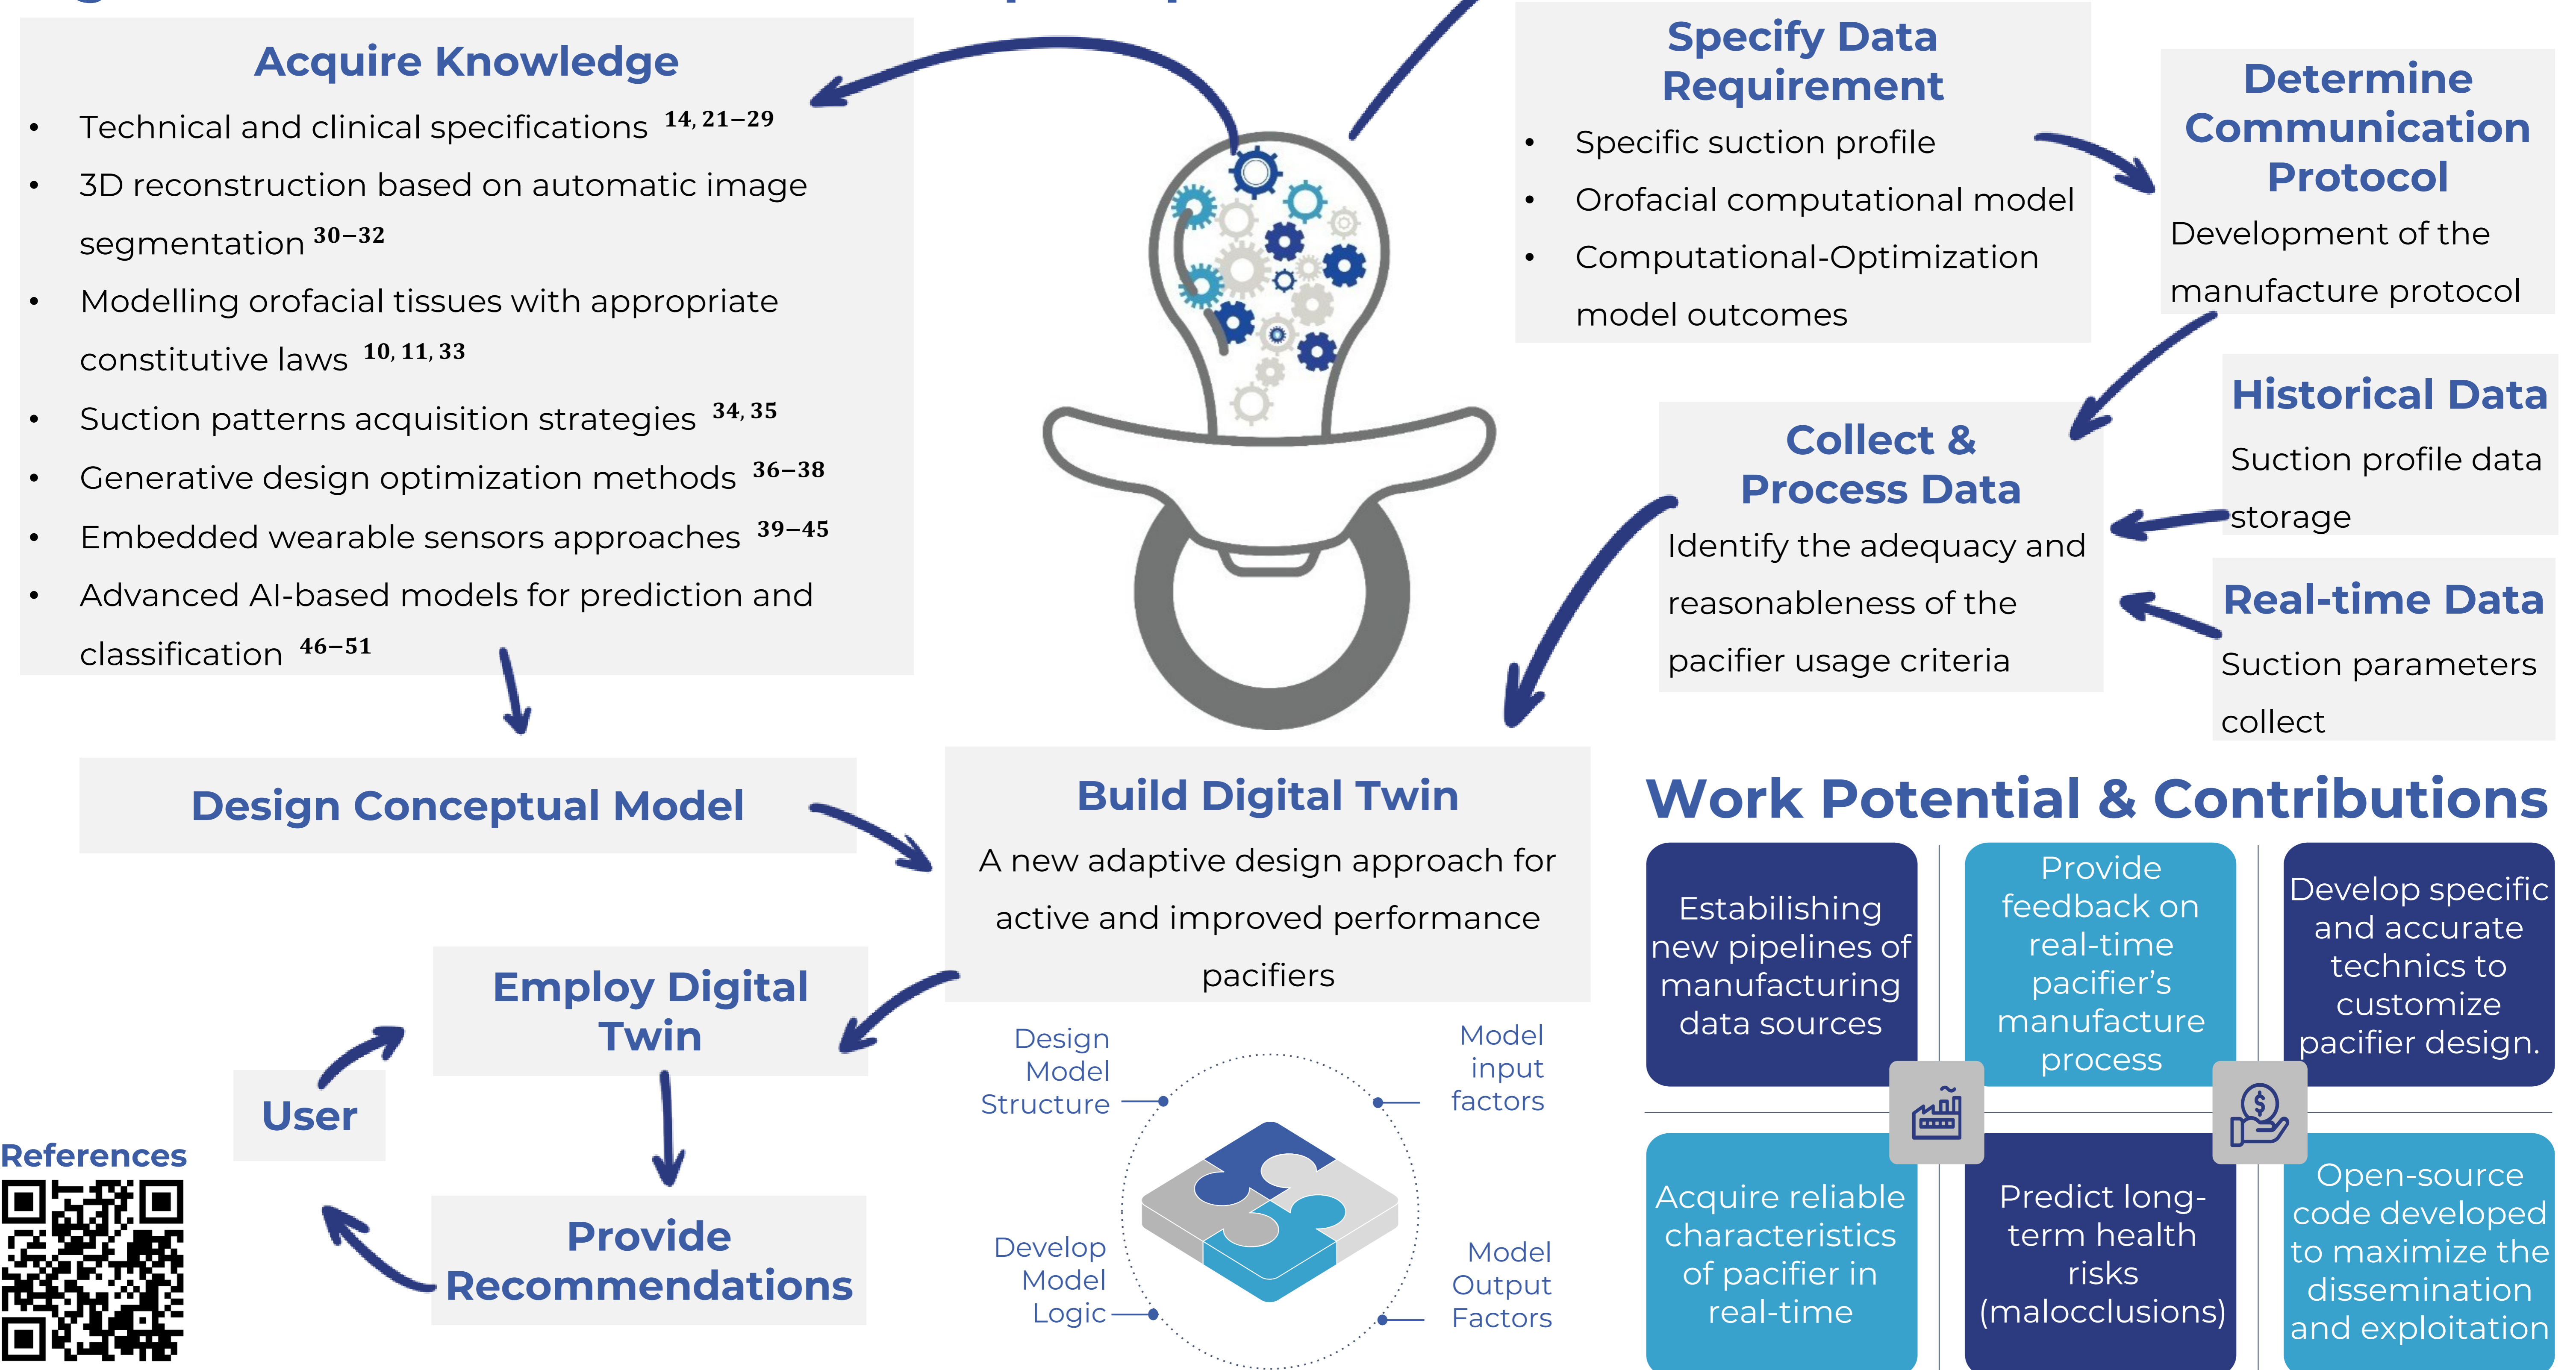 Acquire Knowledge
• Technical and clinical specifications 14, 21–29
• 3D reconstruction based on automatic image
segmentation 30–32
• Modelling orofacial tissues with appropriate
constitutive laws 10, 11, 33
• Suction patterns acquisition strategies 34, 35
• Generative design optimization methods 36–38
• Embedded wearable sensors approaches 39–45
• Advanced AI-based models for prediction and
classification 46–51
Specify Data
Requirement
• Specific suction profile
• Orofacial computational model
• Computational-Optimization
model outcomes
Determine
Communication
Protocol
Development of the
manufacture protocol
Historical Data
Suction profile data
storage
Real-time Data
Suction parameters
collect
Collect &
Process Data
Identify the adequacy and
reasonableness of the
pacifier usage criteria
Design Conceptual Model
Build Digital Twin
A new adaptive design approach for
active and improved performance
pacifiers
Employ Digital
Twin
User
Provide
Recommendations
References
Design
Model
Structure
Model
input
factors
Develop
Model
Logic
Model
Output
Factors
Work Potential & Contributions
Estabilishing
new pipelines of
manufacturing
data sources
Provide
feedback on
real-time
pacifier’s
manufacture
process
Develop specific
and accurate
technics to
customize
pacifier design.
Acquire reliable
characteristics
of pacifier in
real-time
Predict long-
term health
risks
(malocclusions)
Open-source
code developed
to maximize the
dissemination
and exploitation